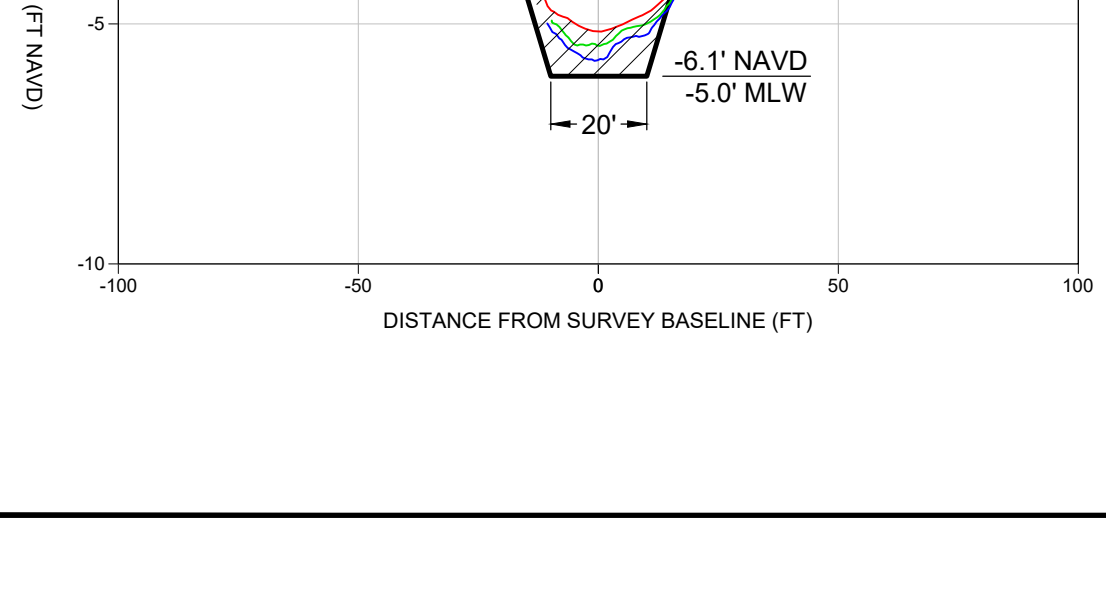 (FT NAVD)
-5
-6.1' NAVD
-5.0' MLW
20'
-10
-100
-50
0
50
100
DISTANCE FROM SURVEY BASELINE (FT)